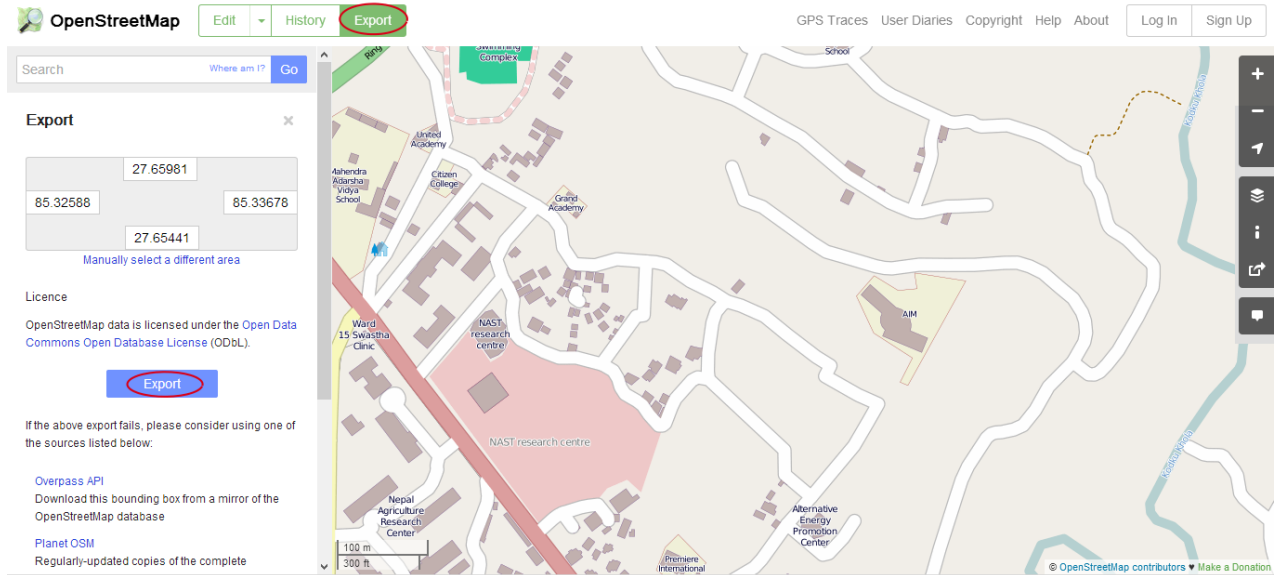 OpenStreetMap
Edit
History
Export
GPS Traces
User Diaries
Copyright
Help
About
Log In
Sign Up
Search
Where am I?
Go
Export
27.65981
85.32588
85.33678
27.65441
Manually select a different area
Licence
OpenStreetMap data is licensed under the Open Data
Commons Open Database License (ODbL).
Export
If the above export fails, please consider using one of
the sources listed below:
Overpass API
Download this bounding box from a mirror of the
OpenStreetMap database
Planet OSM
Regularly-updated copies of the complete
Ring
Swimming
Complex
School
United
Academy
Mahendra
Adarsha
Vidya
School
Citizen
College
Grand
Academy
Ward
15 Swastha
Clinic
NAST
research
centre
AIM
NAST research centre
Nepal
Agriculture
Research
Center
Alternative
Energy
Promotion
Center
Premiere
International
100 m
300 ft
© OpenStreetMap contributors ♥ Make a Donation